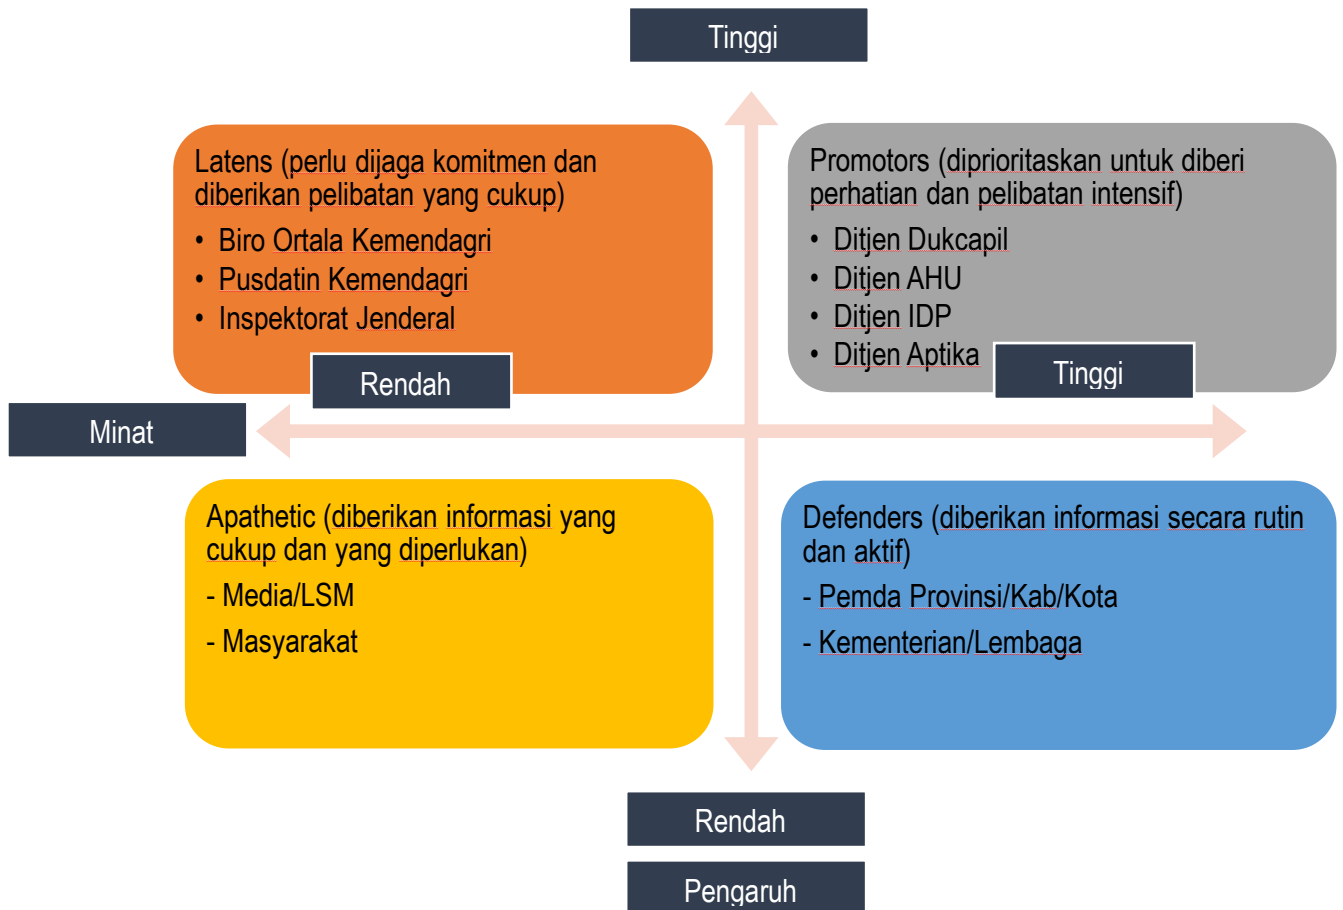 Tinggi
Latens (perlu dijaga komitmen dan
diberikan pelibatan yang cukup)
• Biro Ortala Kemendagri
• Pusdatin Kemendagri
• Inspektorat Jenderal
Rendah
Promotors (diprioritaskan untuk diberi
perhatian dan pelibatan intensif)
• Ditjen Dukcapil
• Ditjen AHU
• Ditjen IDP
• Ditjen Aptika
Tinggi
Minat
Apathetic (diberikan informasi yang
cukup dan yang diperlukan)
- Media/LSM
- Masyarakat
Defenders (diberikan informasi secara rutin
dan aktif)
- Pemda Provinsi/Kab/Kota
- Kementerian/Lembaga
Rendah
Pengaruh